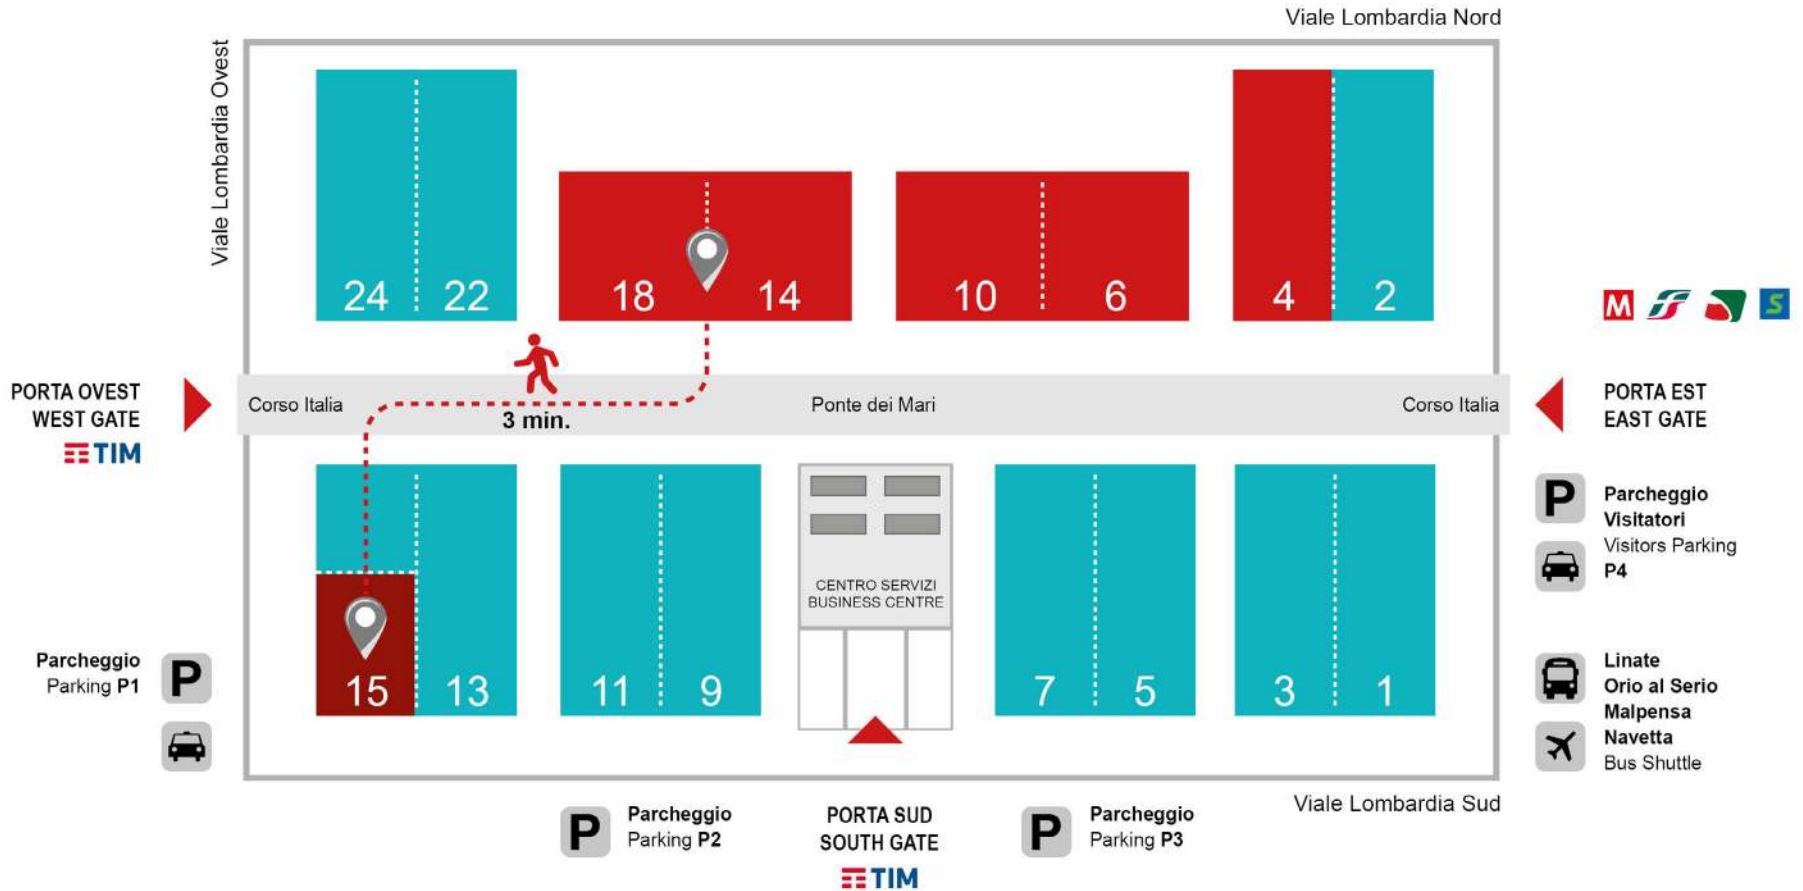 Viale Lombardia Nord
Viale Lombardia Ovest
24 22 18 14 10 6 4 2
M S
PORTA OVEST
WEST GATE
TIM
Corso Italia
3 min.
Ponte dei Mari
Corso Italia
PORTA EST
EAST GATE
P
Parcheggio
Visitatori
Visitors Parking
P4
CENTRO SERVIZI
BUSINESS CENTRE
15 13 11 9 7 5 3 1
Parcheggio
Parking P1
P
Linate
Orio al Serio
Malpensa
Navetta
Bus Shuttle
Viale Lombardia Sud
P
Parcheggio
Parking P2
PORTA SUD
SOUTH GATE
TIM
P
Parcheggio
Parking P3